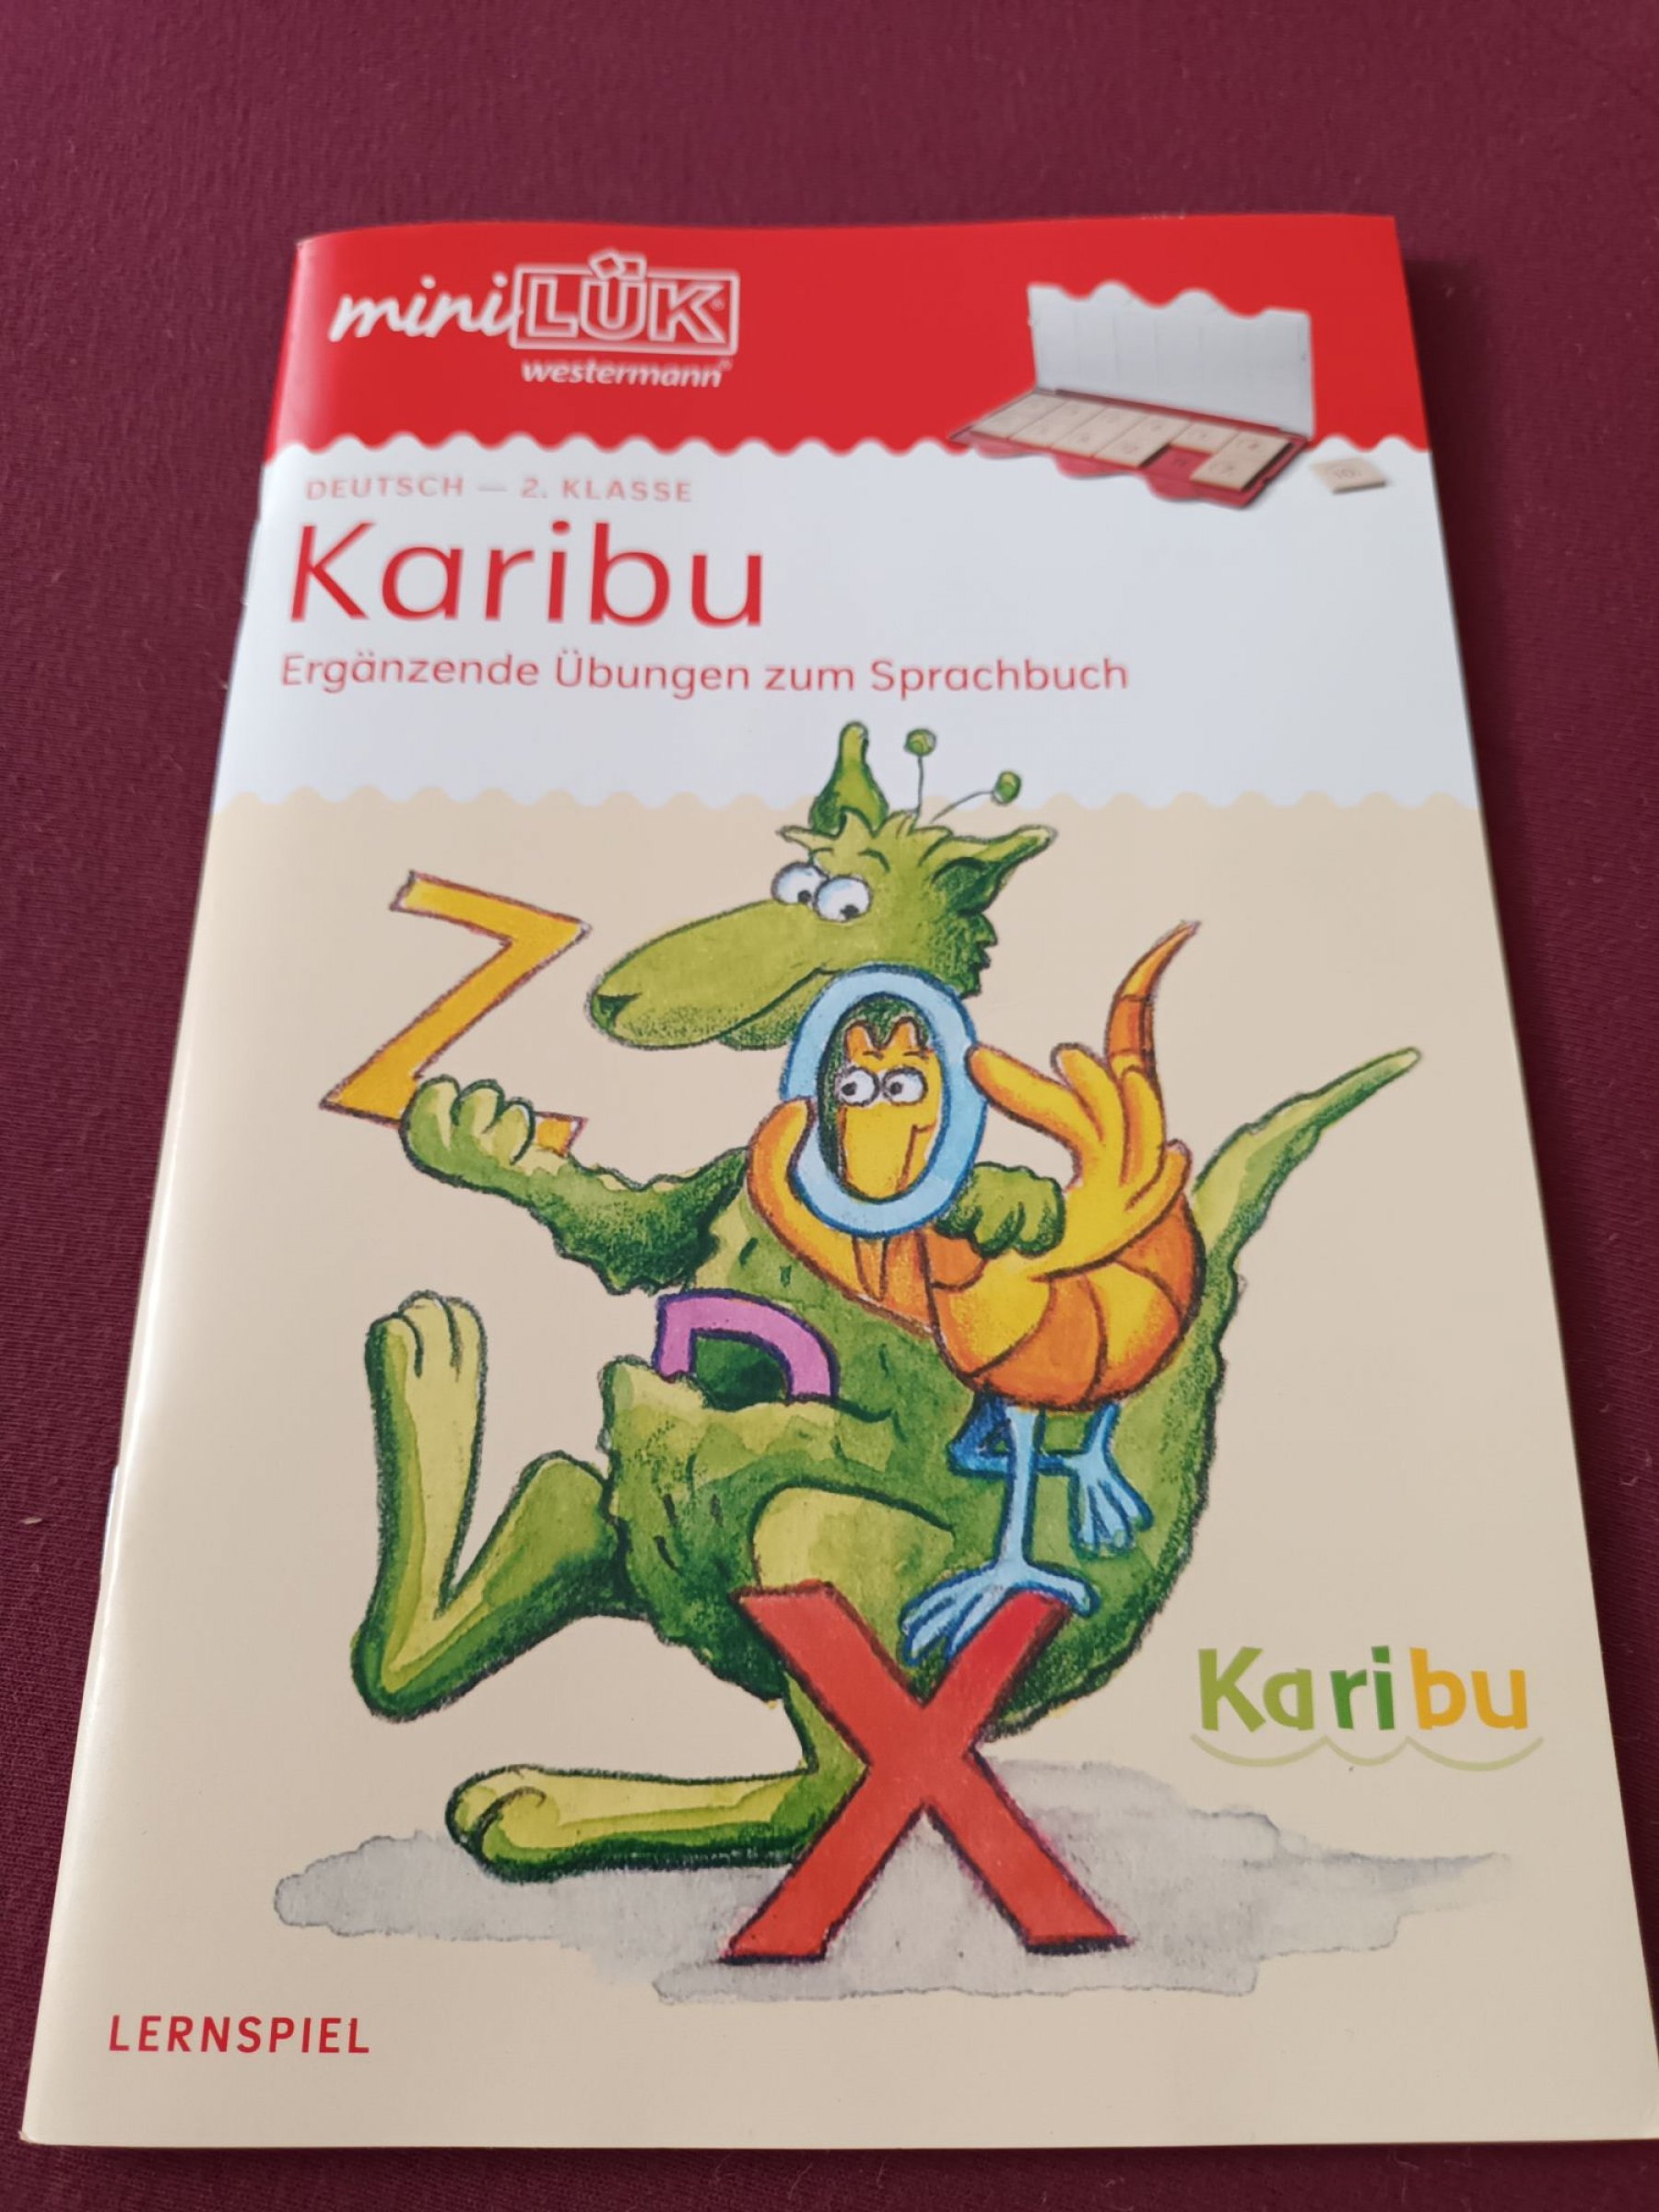 mini LÜK
westermann
DEUTSCH — 2. KLASSE
Karibu
Ergänzende Übungen zum Sprachbuch
Z
O
D
X
Karibu
LERNSPIEL